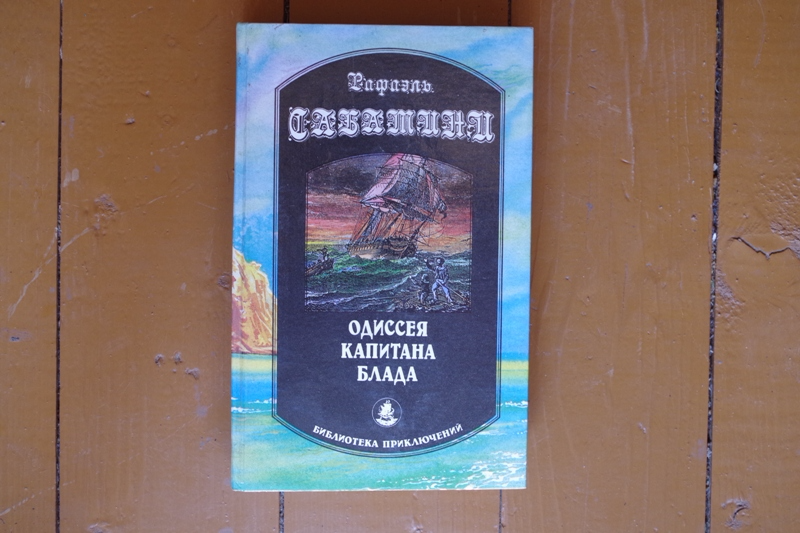 Рафаэль
САБАТИНИ
ОДИССЕЯ
КАПИТАНА
БЛАДА
БИБЛИОТЕКА ПРИКЛЮЧЕНИЙ